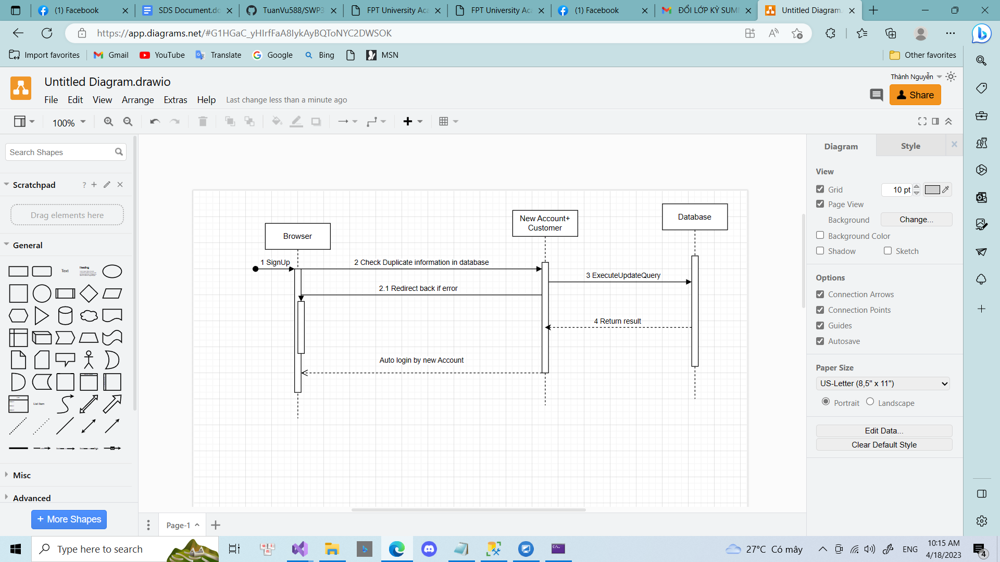 (1) Facebook
SDS Document.do
TuanVu588/SWP3
FPT University Aca
FPT University Aca
(1) Facebook
ĐỔI LỚP KỲ SUM
Untitled Diagram.
https://app.diagrams.net/#G1HGaC_yHIrfFaA8IykAyBQToNYC2DWSOK
Import favorites
Gmail
YouTube
Translate
Google
Bing
MSN
Other favorites
Untitled Diagram.drawio
File Edit View Arrange Extras Help Last change less than a minute ago
Thành Nguyễn
Share
100%
Search Shapes
Scratchpad
?
Drag elements here
General
Text
Heading
List Item
Misc
Advanced
+ More Shapes
Browser
New Account+
Customer
Database
1 SignUp
2 Check Duplicate information in database
3 ExecuteUpdateQuery
2.1 Redirect back if error
4 Return result
Auto login by new Account
Page-1
Diagram
Style
View
Grid
10 pt
Page View
Background
Change...
Background Color
Shadow
Sketch
Options
Connection Arrows
Connection Points
Guides
Autosave
Paper Size
US-Letter (8,5" x 11")
Portrait
Landscape
Edit Data...
Clear Default Style
Type here to search
27°C Có mây
ENG
10:15 AM
4/18/2023
4